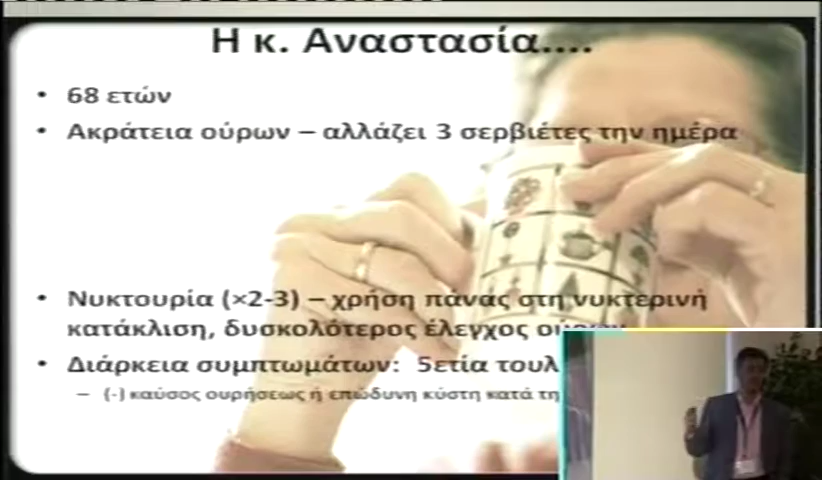 Η κ. Αναστασία....
• 68 ετών
• Ακράτεια ούρων – αλλάζει 3 σερβιέτες την ημέρα
• Νυκτουρία (×2-3) – χρήση πάνας στη νυκτερινή
κατάκλιση, δυσκολότερος έλεγχος
• Διάρκεια συμπτωμάτων: 5ετία
– (-) καύσος ουρήσεως ή επώδυνη κύστη κατά